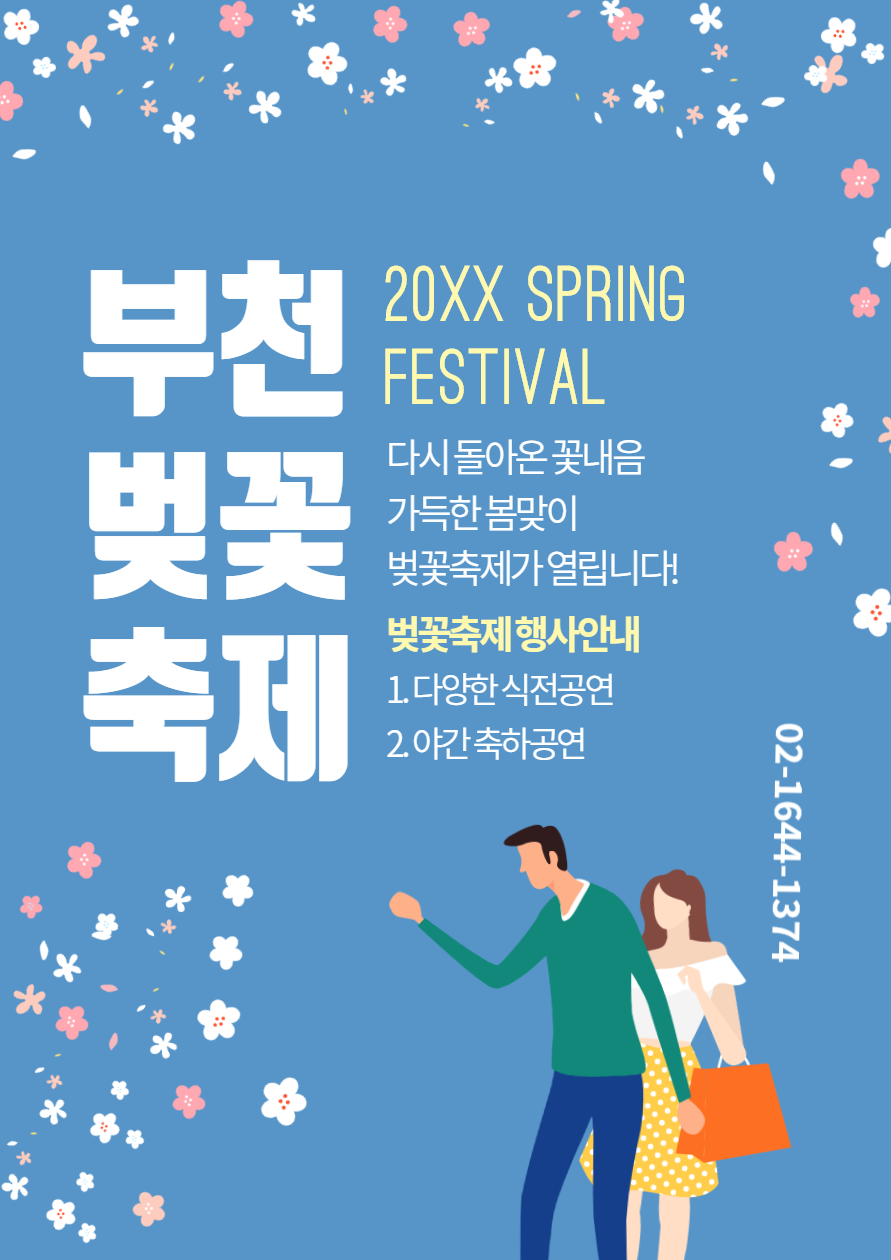 부천
벚꽃
축제
20XX SPRING
FESTIVAL
다시 돌아온 꽃내음
가득한 봄맞이
벚꽃축제가 열립니다!
벚꽃축제 행사안내
1. 다양한 식전공연
2. 야간 축하공연
02-1644-1374